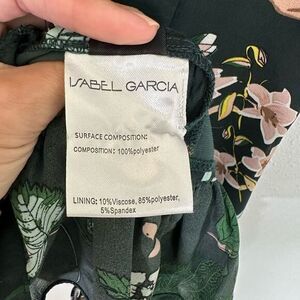 ISABEL GARCIA
SURFACE COMPOSITION:
COMPOSITION: 100%polyester
LINING: 10%Viscose, 85%polyester,
5%Spandex